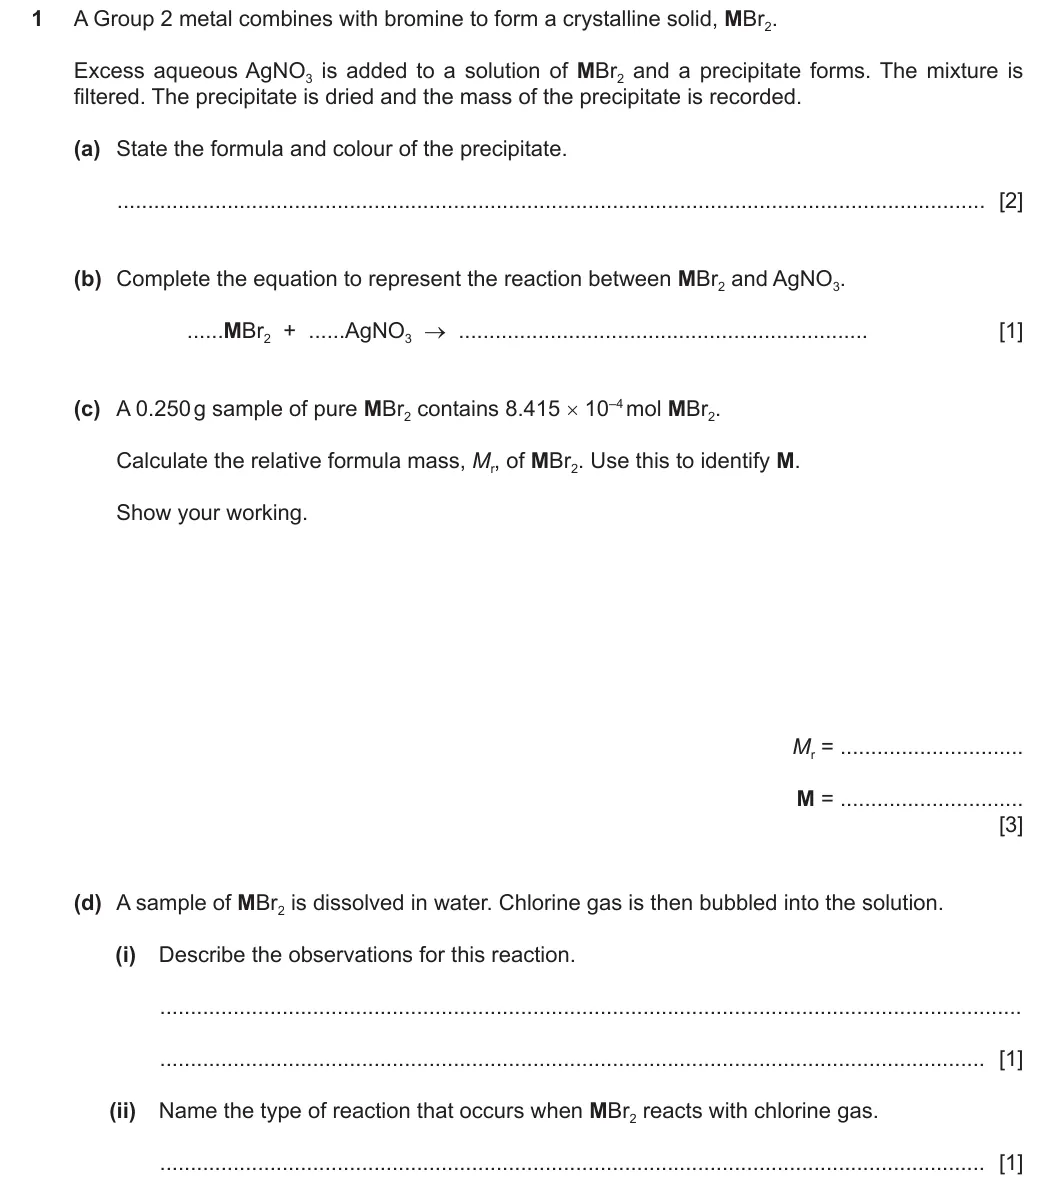 1 A Group 2 metal combines with bromine to form a crystalline solid, MBr₂.
Excess aqueous AgNO₃ is added to a solution of MBr₂ and a precipitate forms. The mixture is
filtered. The precipitate is dried and the mass of the precipitate is recorded.
(a) State the formula and colour of the precipitate.
.......................................................................................................................................... [2]
(b) Complete the equation to represent the reaction between MBr₂ and AgNO₃.
......MBr₂ + ......AgNO₃ → ................................................................... [1]
(c) A 0.250 g sample of pure MBr₂ contains 8.415 × 10⁻⁴ mol MBr₂.
Calculate the relative formula mass, Mᵣ, of MBr₂. Use this to identify M.
Show your working.
Mᵣ = ..............................
M = ..............................
[3]
(d) A sample of MBr₂ is dissolved in water. Chlorine gas is then bubbled into the solution.
(i) Describe the observations for this reaction.
..........................................................................................................................................
.................................................................................................................................... [1]
(ii) Name the type of reaction that occurs when MBr₂ reacts with chlorine gas.
.................................................................................................................................... [1]